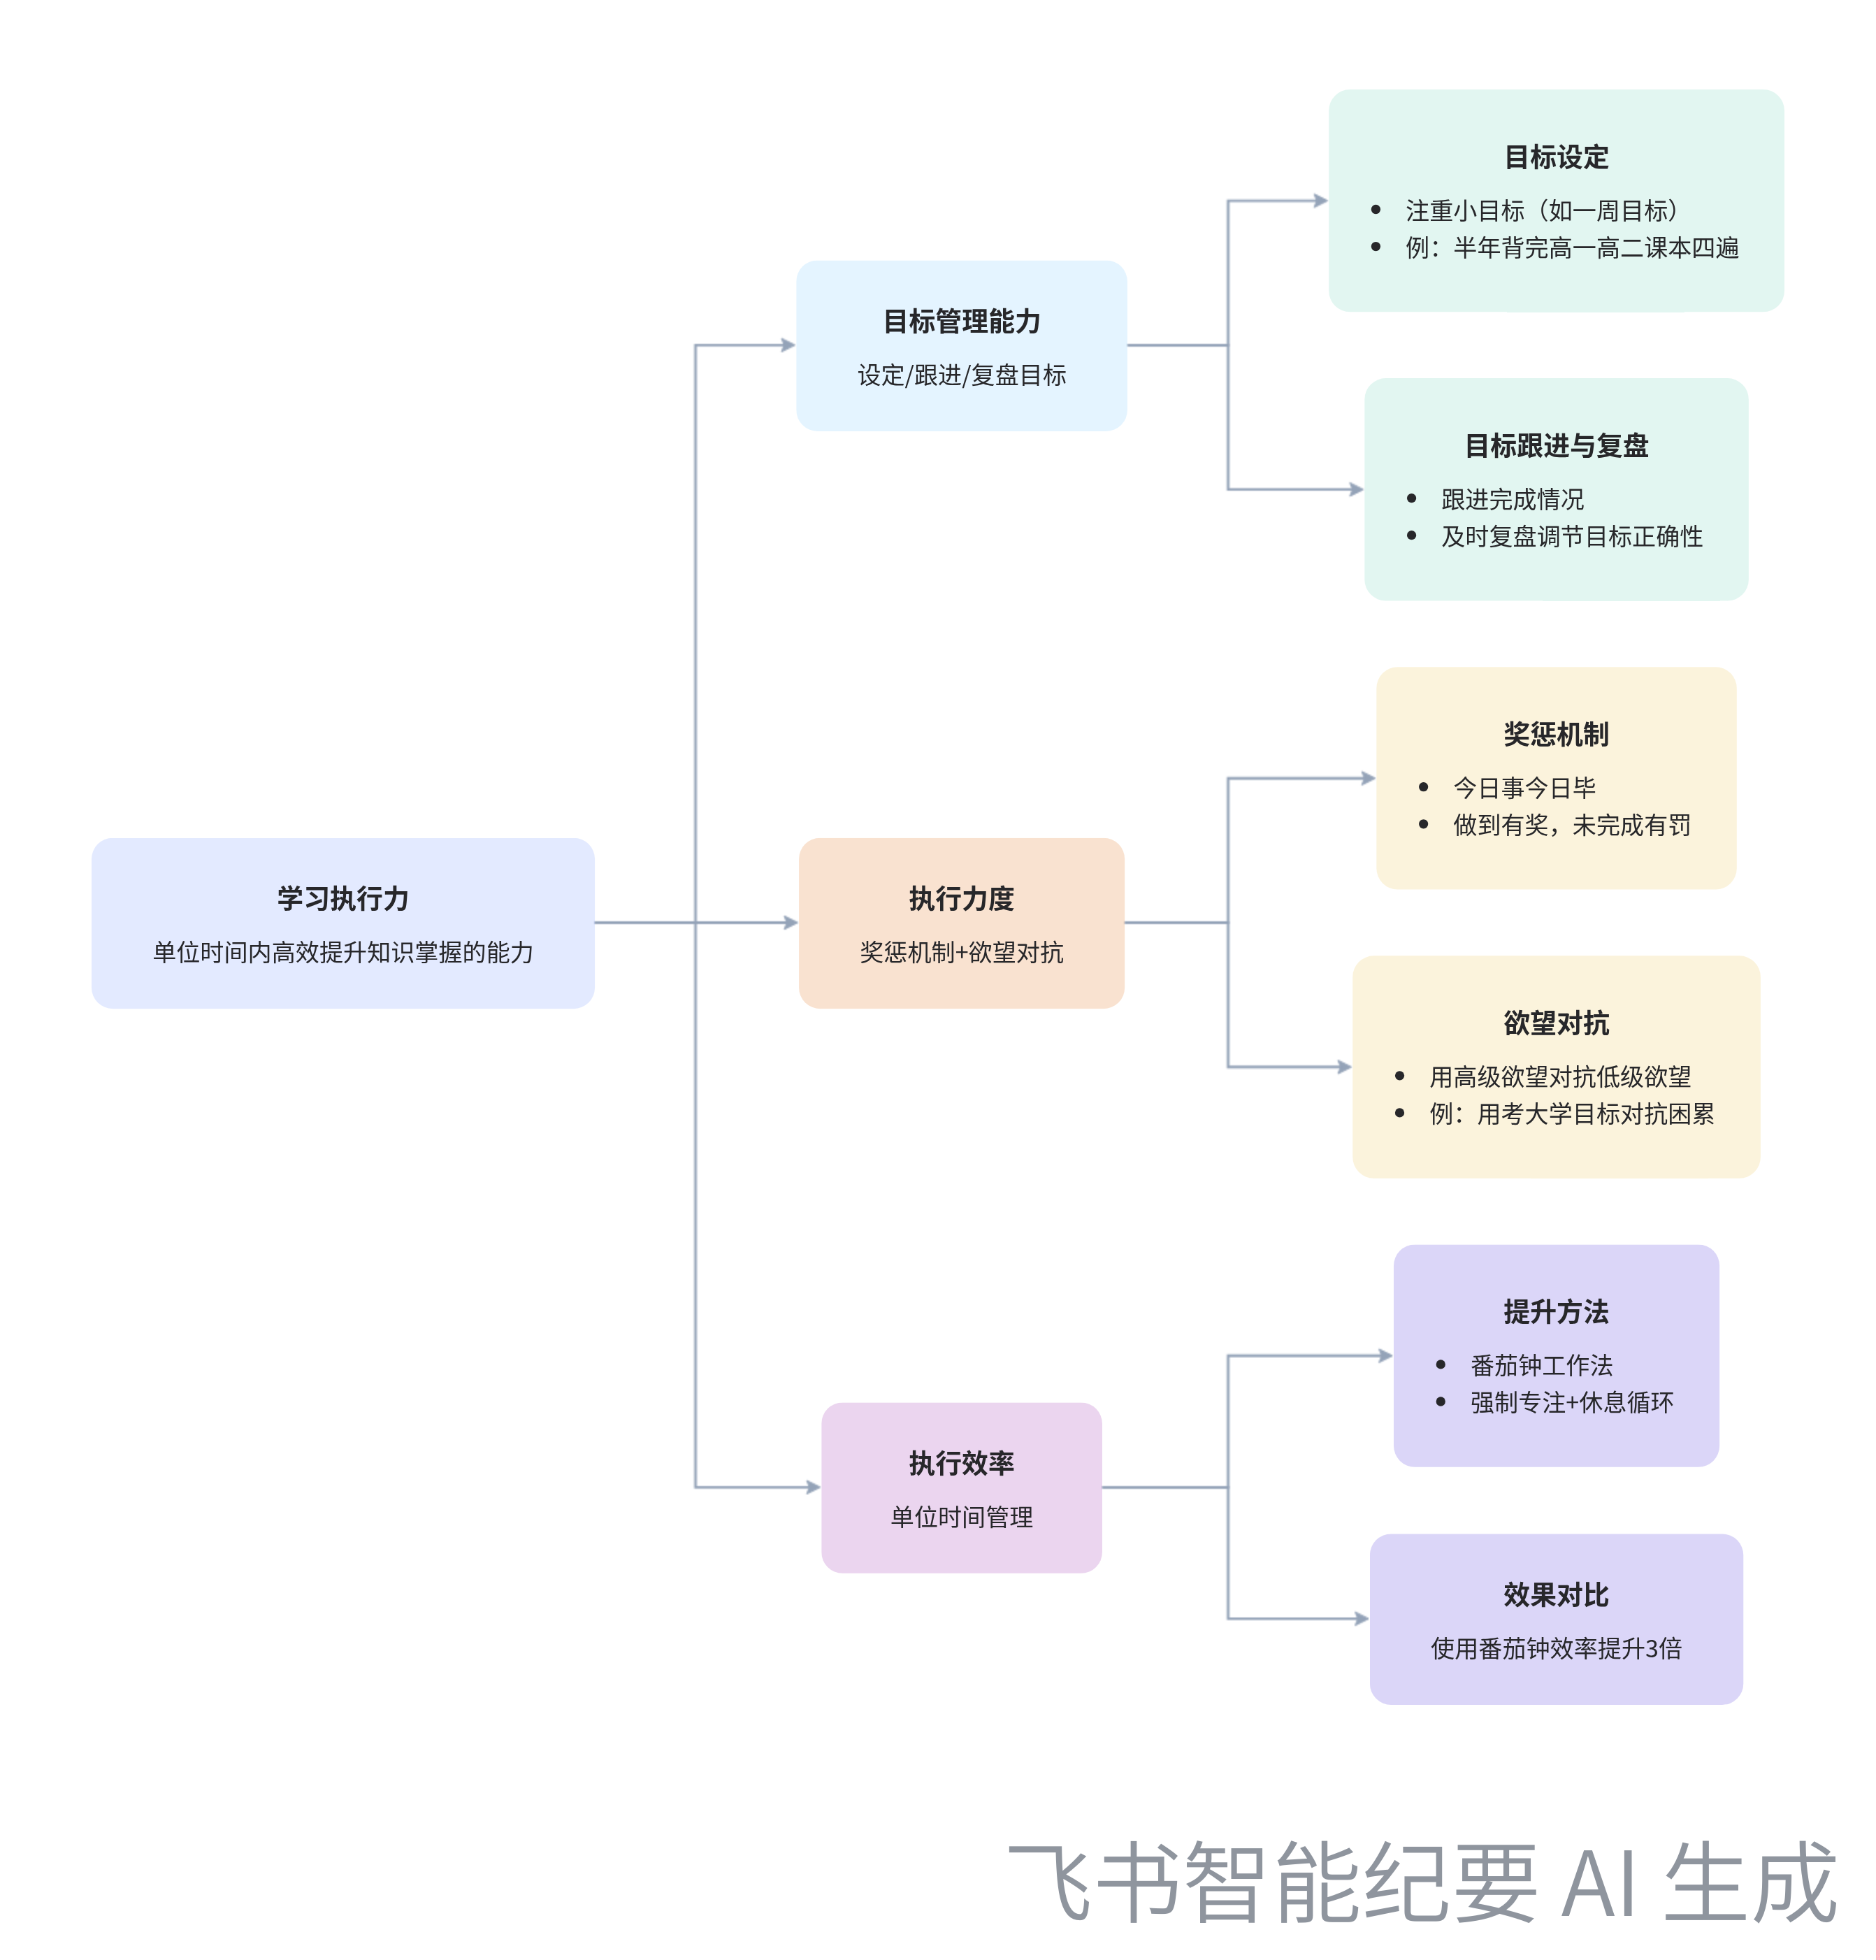 学习执行力
单位时间内高效提升知识掌握的能力
目标管理能力
设定/跟进/复盘目标
目标设定
• 注重小目标（如一周目标）
• 例：半年背完高一高二课本四遍
目标跟进与复盘
• 跟进完成情况
• 及时复盘调节目标正确性
执行力度
奖惩机制+欲望对抗
奖惩机制
• 今日事今日毕
• 做到有奖，未完成有罚
欲望对抗
• 用高级欲望对抗低级欲望
• 例：用考大学目标对抗困累
执行效率
单位时间管理
提升方法
• 番茄钟工作法
• 强制专注+休息循环
效果对比
使用番茄钟效率提升3倍
飞书智能纪要 AI 生成